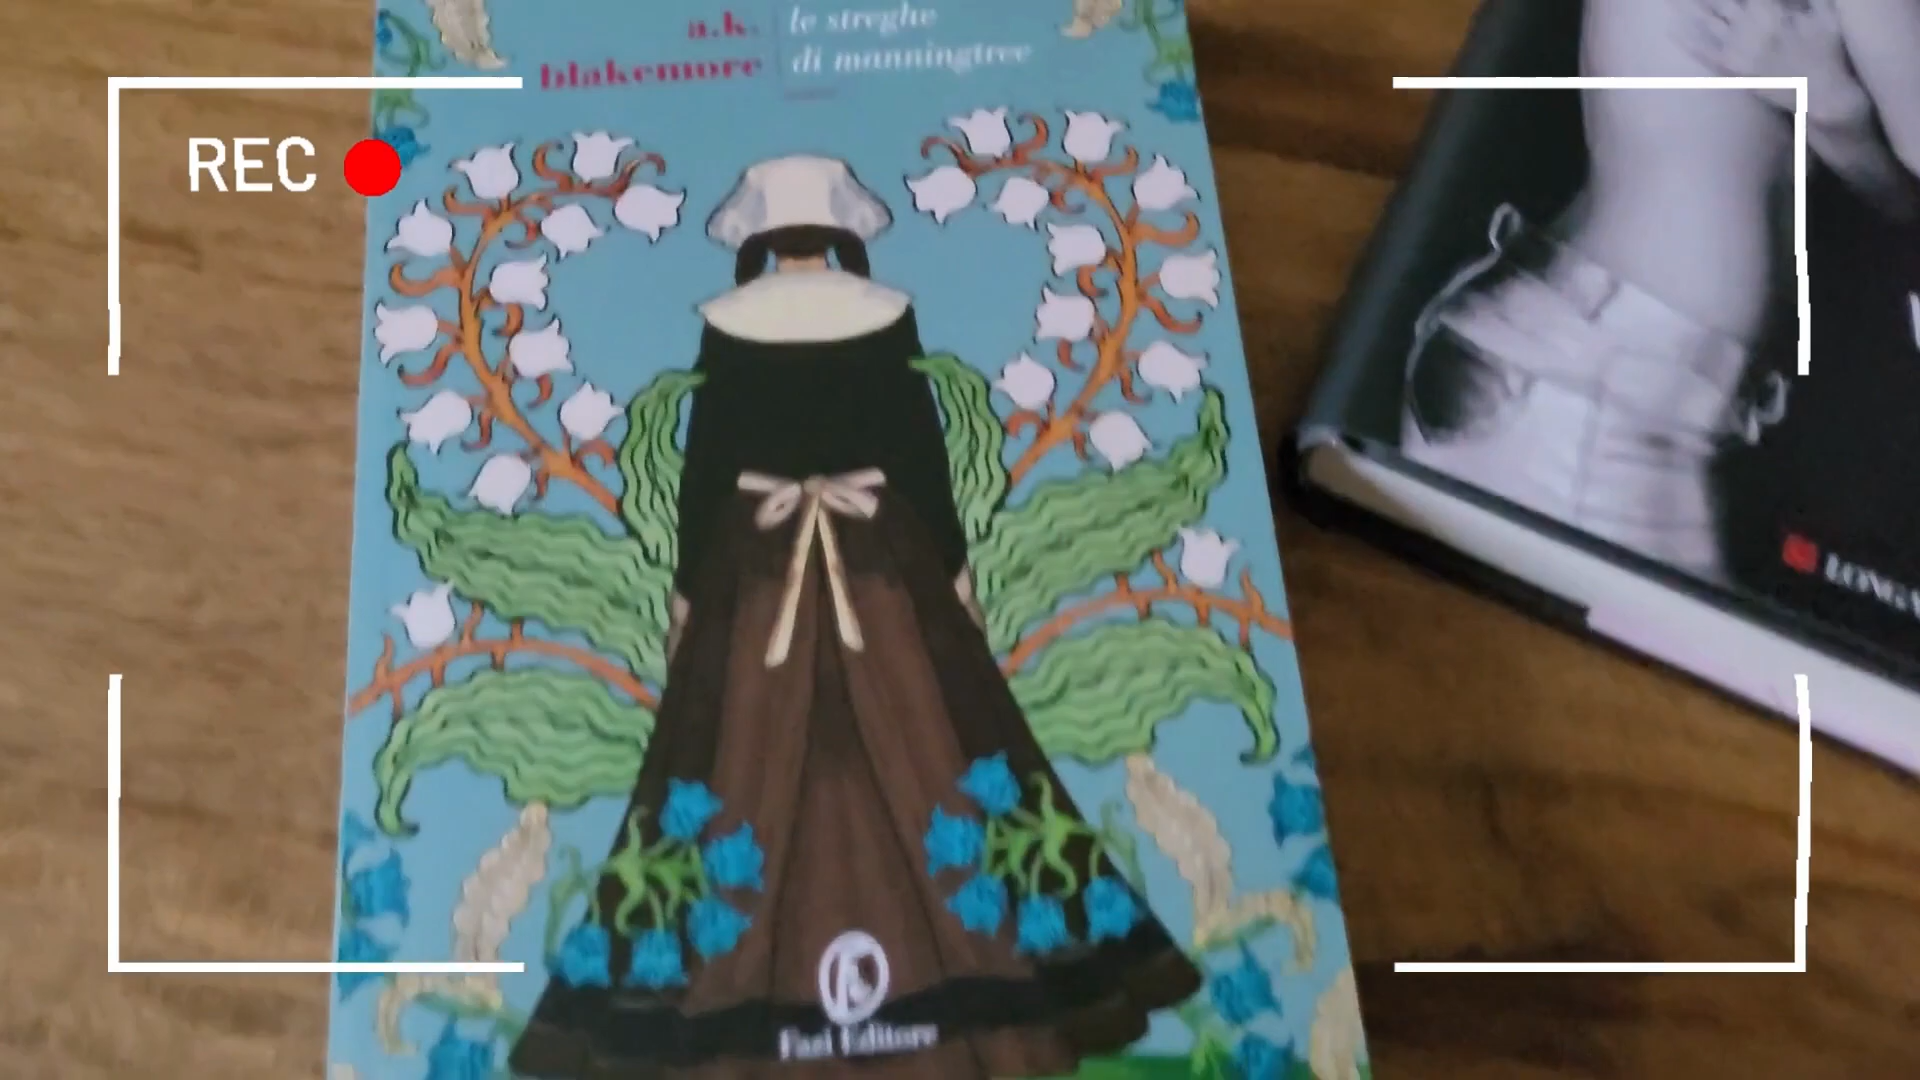 a.k.
blakemore
le streghe
di manningtree
REC
Fazi Editore